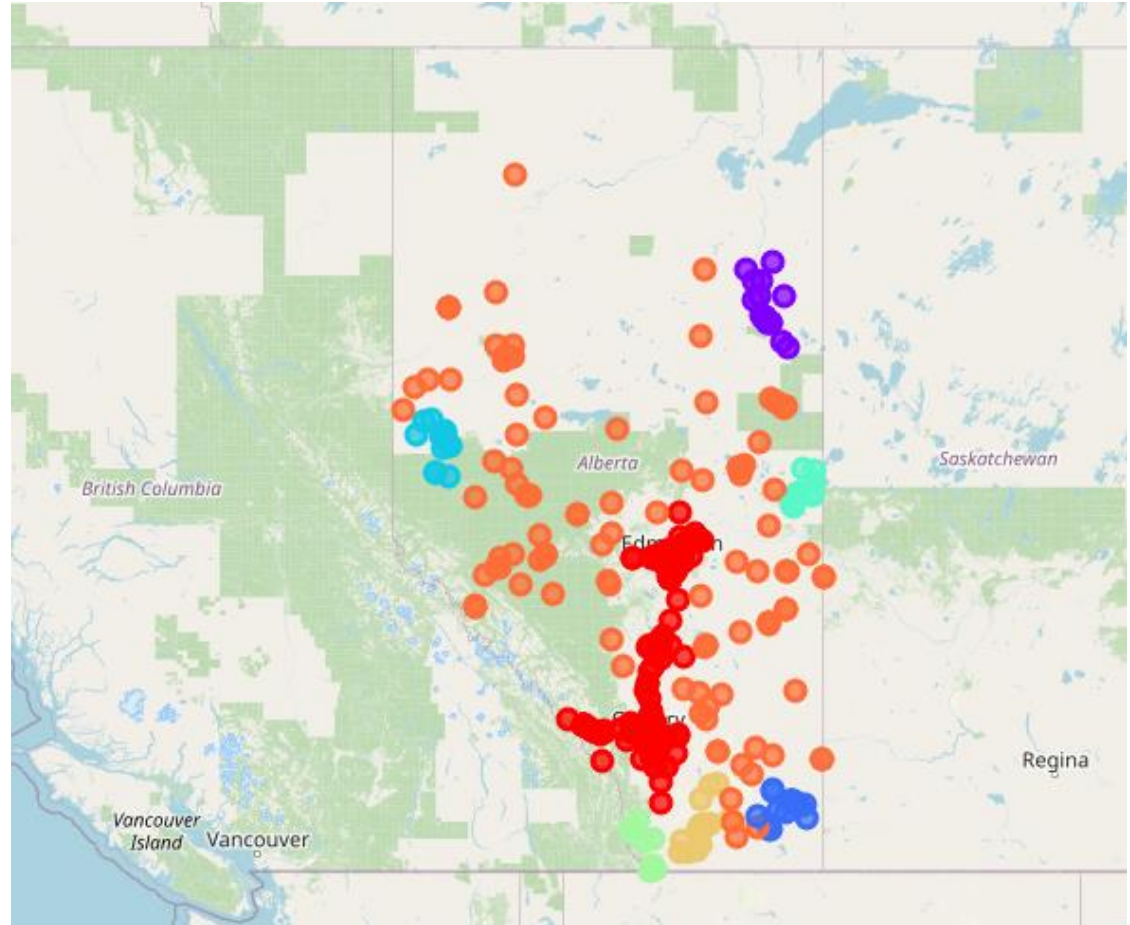 Alberta
Saskatchewan
British Columbia
Regina
Vancouver
Island
Vancouver